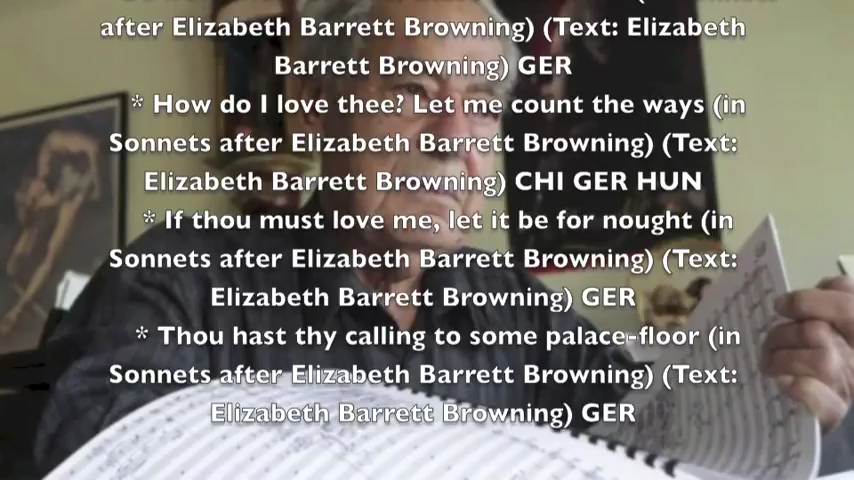 after Elizabeth Barrett Browning) (Text: Elizabeth
Barrett Browning) GER
* How do I love thee? Let me count the ways (in
Sonnets after Elizabeth Barrett Browning) (Text:
Elizabeth Barrett Browning) CHI GER HUN
* If thou must love me, let it be for nought (in
Sonnets after Elizabeth Barrett Browning) (Text:
Elizabeth Barrett Browning) GER
* Thou hast thy calling to some palace-floor (in
Sonnets after Elizabeth Barrett Browning) (Text:
Elizabeth Barrett Browning) GER